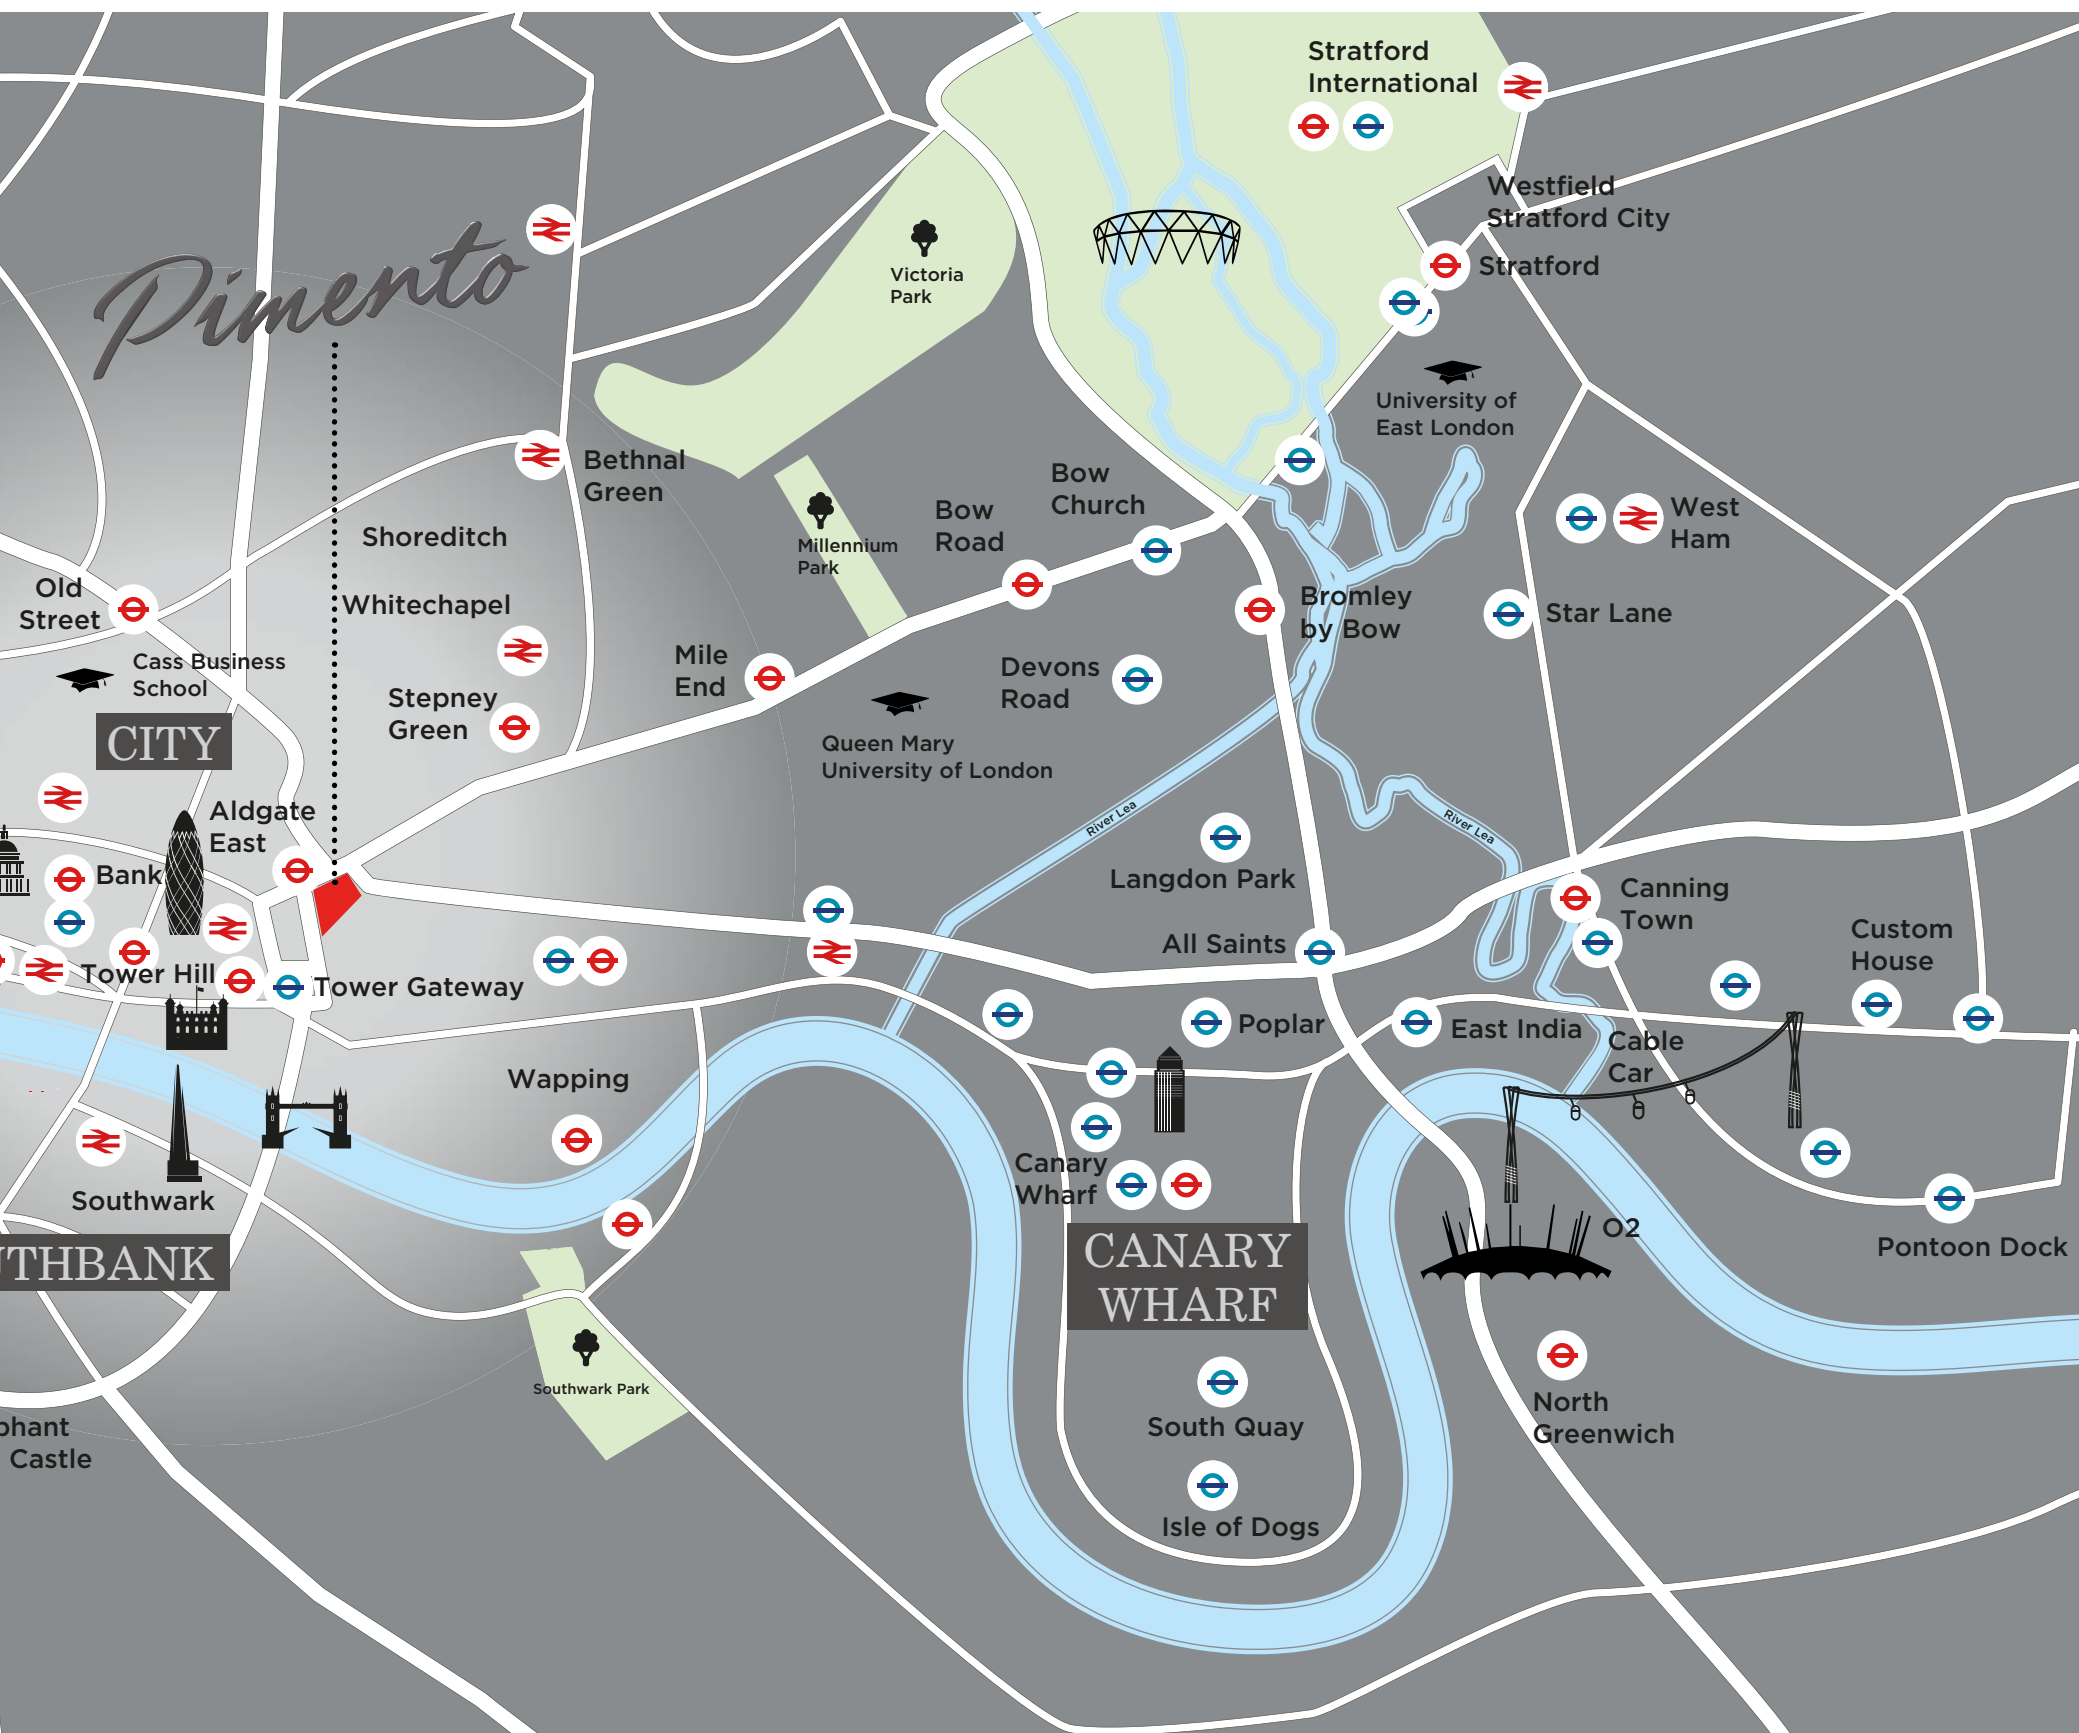 Stratford
International
Westfield
Stratford City
Stratford
Pimento
Victoria
Park
University of
East London
Bethnal
Green
Bow
Church
Bow
Road
West
Ham
Shoreditch
Millennium
Park
Old
Street
Whitechapel
Bromley
by Bow
Star Lane
Cass Business
School
Mile
End
Devons
Road
Stepney
Green
CITY
Queen Mary
University of London
Aldgate
East
River Lea
River Lea
Bank
Langdon Park
Canning
Town
All Saints
Custom
House
Tower Hill
Tower Gateway
Poplar
East India
Cable
Car
Wapping
Canary
Wharf
Southwark
O2
Pontoon Dock
THBANK
CANARY
WHARF
Southwark Park
North
Greenwich
South Quay
phant
Castle
Isle of Dogs